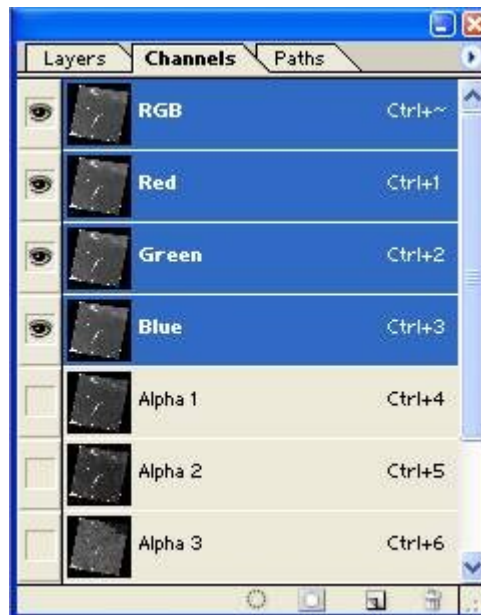 Layers Channels Paths
RGB Ctrl+~
Red Ctrl+1
Green Ctrl+2
Blue Ctrl+3
Alpha 1 Ctrl+4
Alpha 2 Ctrl+5
Alpha 3 Ctrl+6